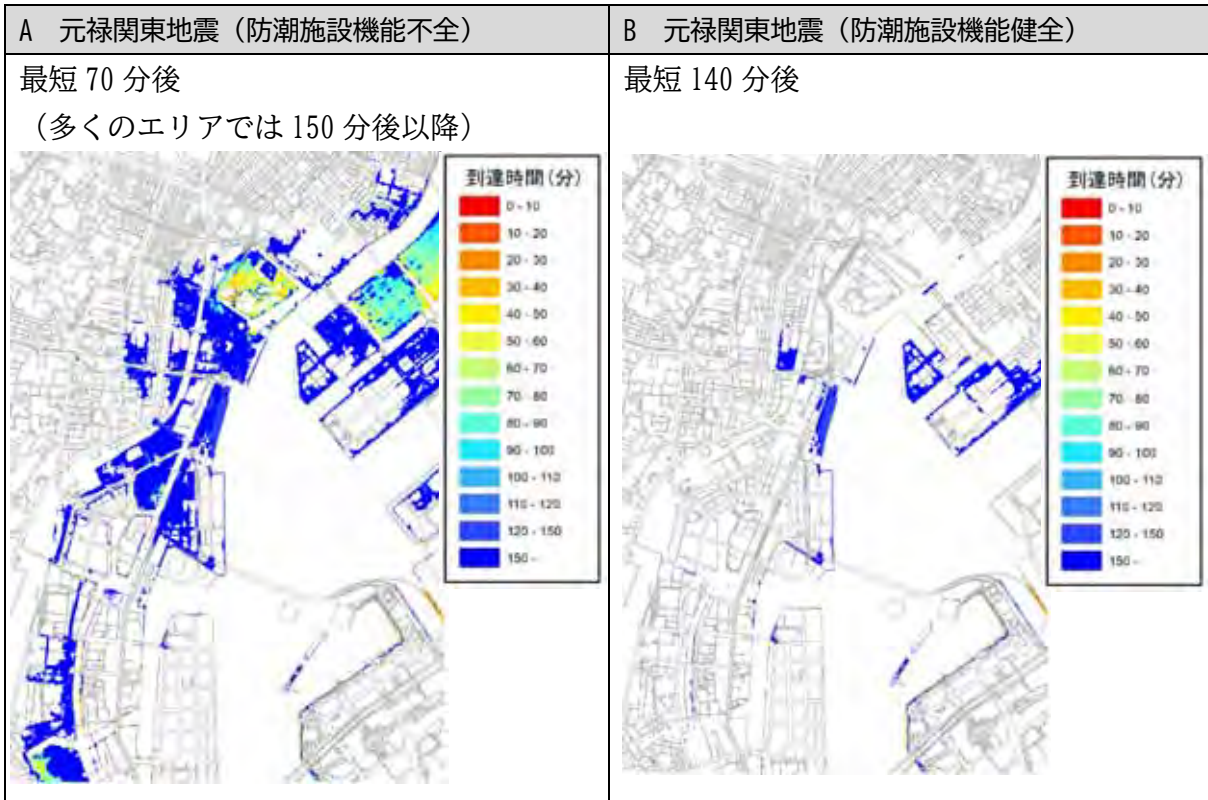 A 元禄関東地震（防潮施設機能不全）
最短 70 分後
（多くのエリアでは 150 分後以降）
到達時間(分)
0 - 10
10 - 20
20 - 30
30 - 40
40 - 50
50 - 60
60 - 70
70 - 80
80 - 90
90 - 100
100 - 110
110 - 120
120 - 150
150 -
B 元禄関東地震（防潮施設機能健全）
最短 140 分後
到達時間(分)
0 - 10
10 - 20
20 - 30
30 - 40
40 - 50
50 - 60
60 - 70
70 - 80
80 - 90
90 - 100
100 - 110
110 - 120
120 - 150
150 -